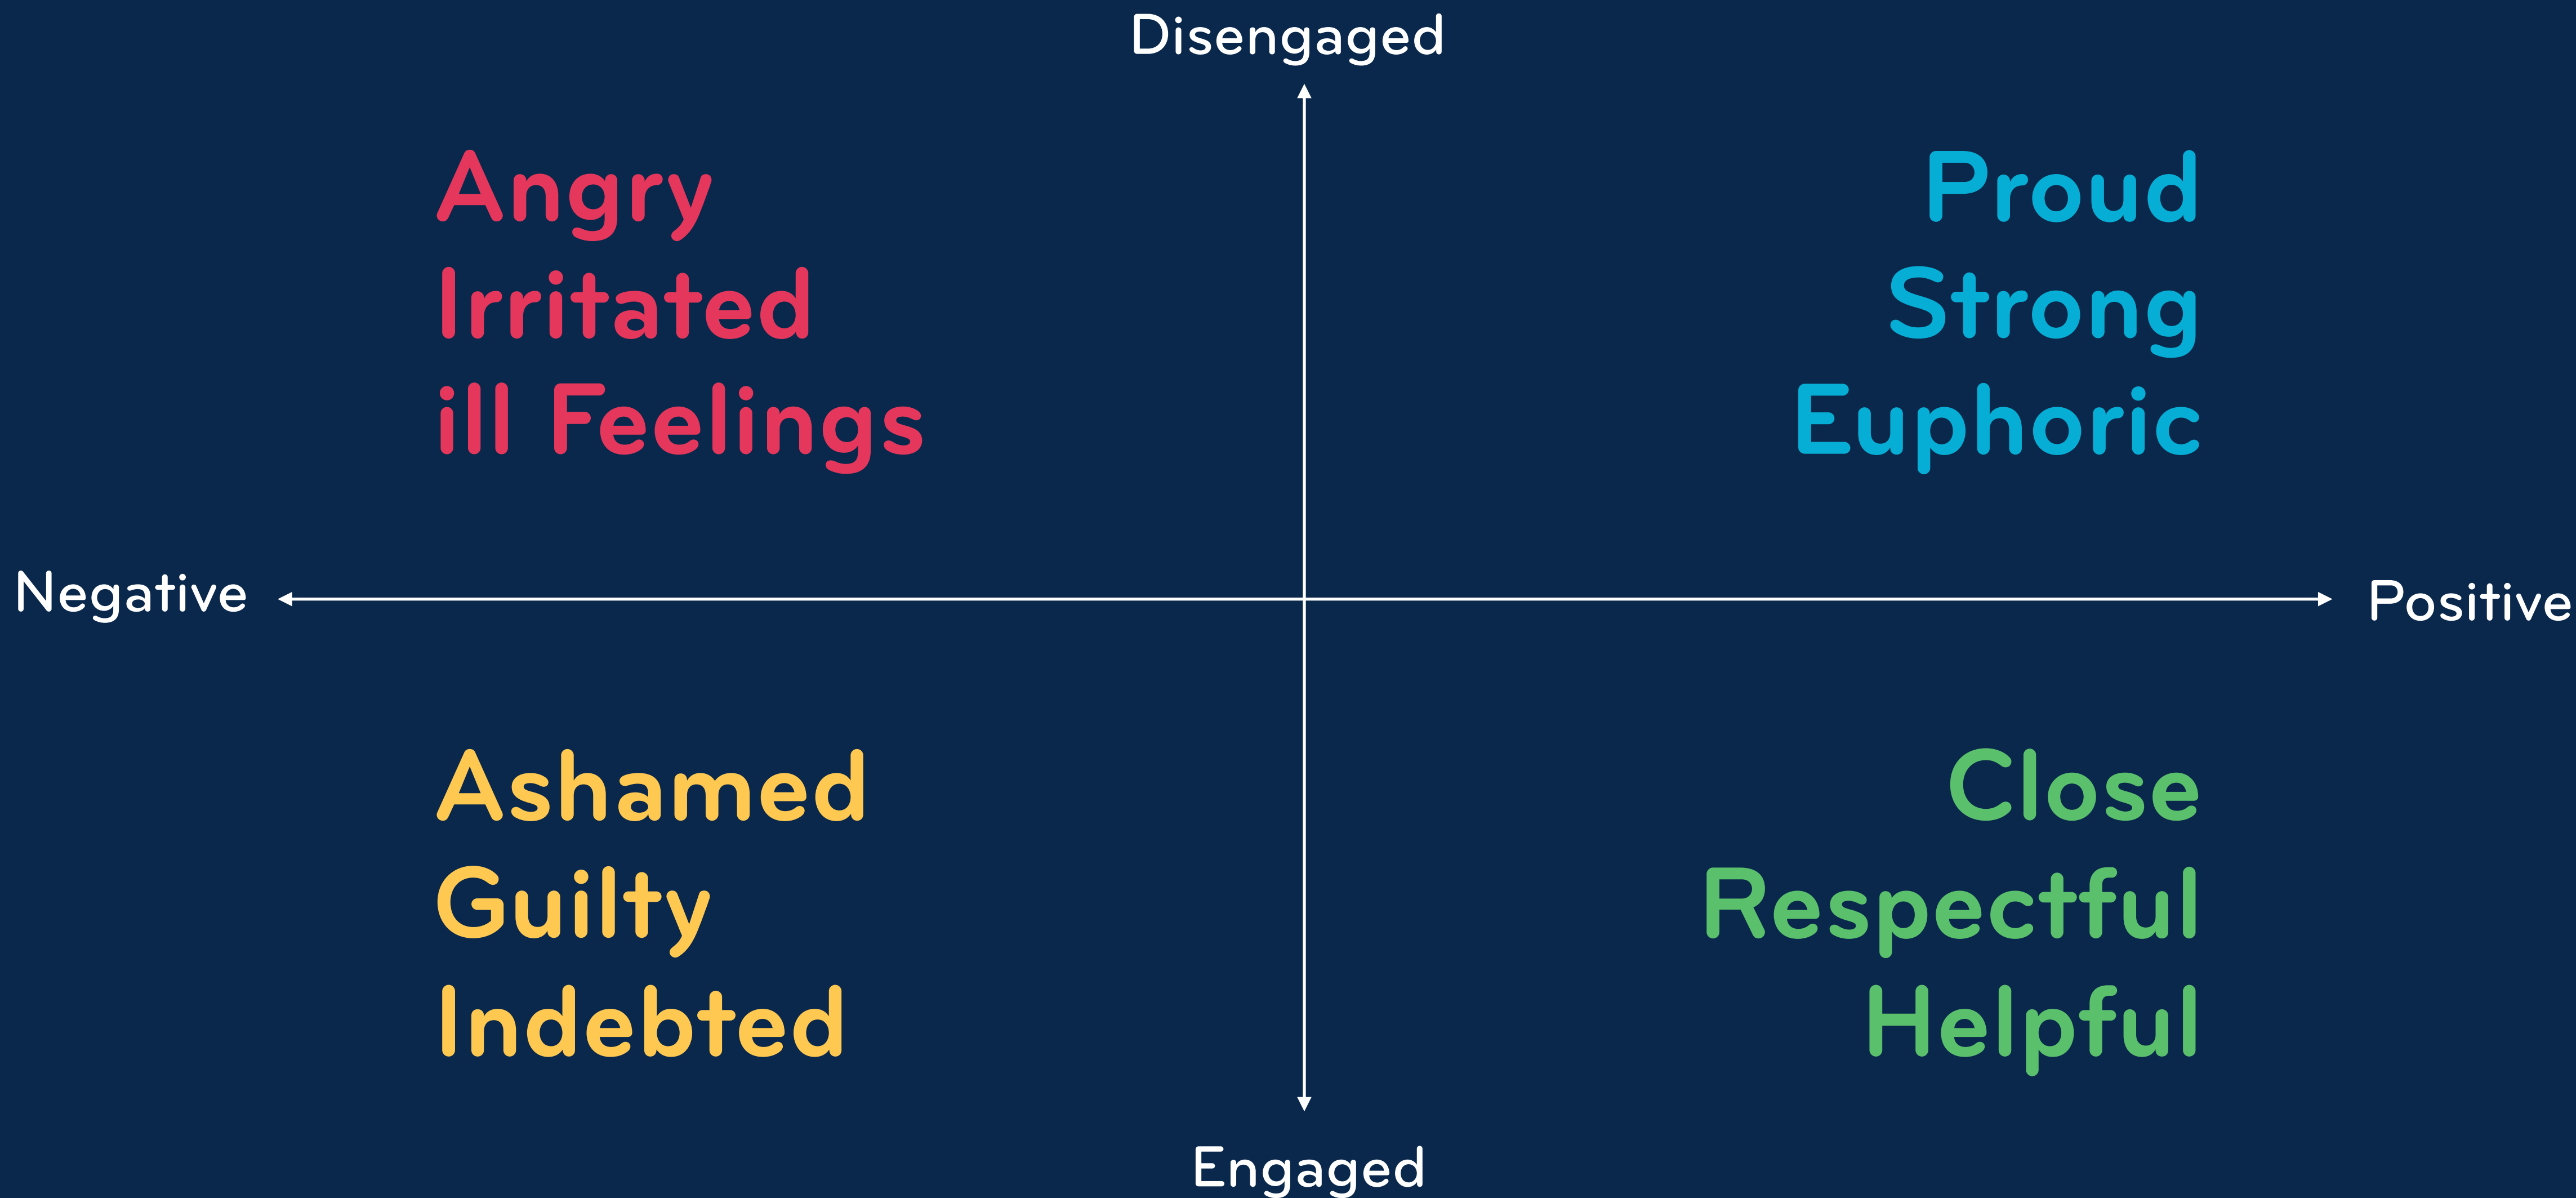 Disengaged
Angry
Irritated
ill Feelings
Proud
Strong
Euphoric
Negative
Positive
Ashamed
Guilty
Indebted
Close
Respectful
Helpful
Engaged